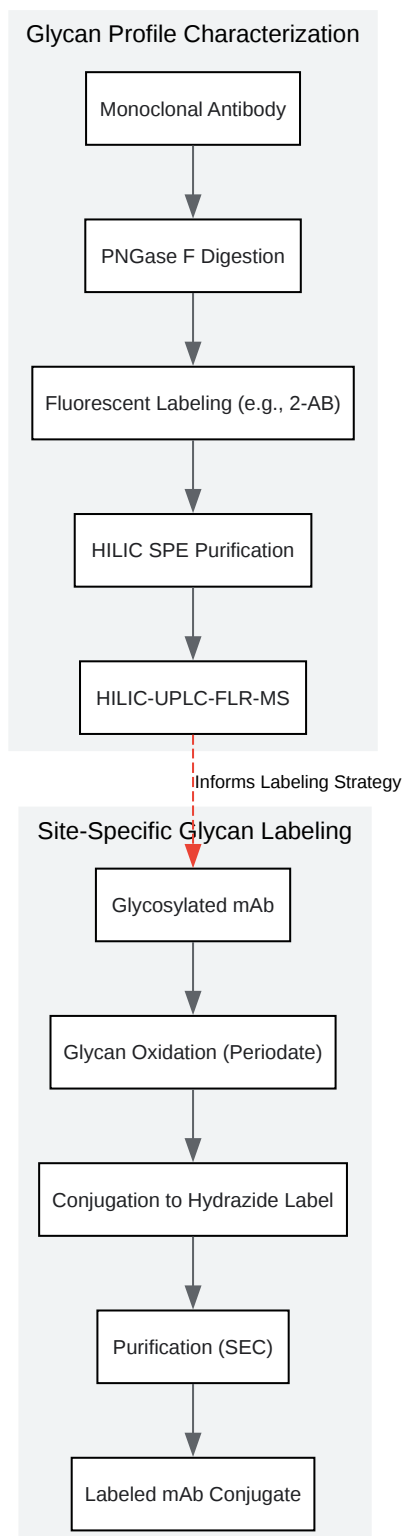 Glycan Profile Characterization
Monoclonal Antibody
PNGase F Digestion
Fluorescent Labeling (e.g., 2-AB)
HILIC SPE Purification
HILIC-UPLC-FLR-MS
Informs Labeling Strategy
Site-Specific Glycan Labeling
Glycosylated mAb
Glycan Oxidation (Periodate)
Conjugation to Hydrazide Label
Purification (SEC)
Labeled mAb Conjugate